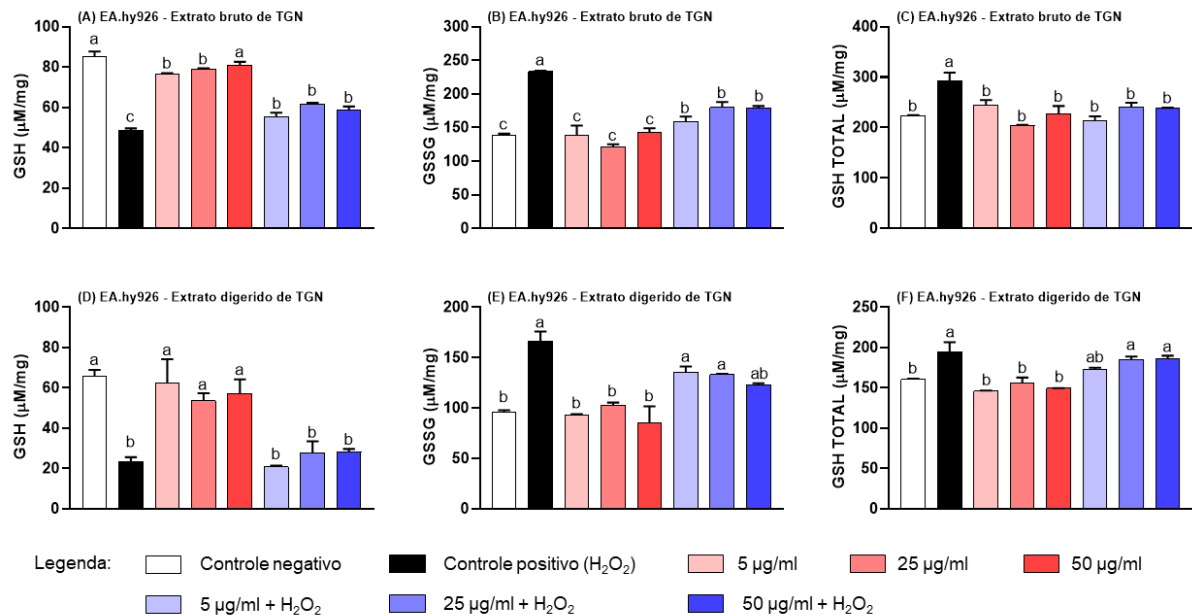 (A) EA.hy926 - Extrato bruto de TGN
GSH (µM/mg)
100
80
60
40
20
0
a
c
b
b
a
b
b
b
(B) EA.hy926 - Extrato bruto de TGN
GSSG (µM/mg)
300
250
200
150
100
50
0
c
a
c
c
c
b
b
b
(C) EA.hy926 - Extrato bruto de TGN
GSH TOTAL (µM/mg)
400
300
200
100
0
b
a
b
b
b
b
b
b
(D) EA.hy926 - Extrato digerido de TGN
GSH (µM/mg)
100
80
60
40
20
0
a
b
a
a
a
b
b
b
(E) EA.hy926 - Extrato digerido de TGN
GSSG (µM/mg)
200
150
100
50
0
b
a
b
b
b
a
a
ab
(F) EA.hy926 - Extrato digerido de TGN
GSH TOTAL (µM/mg)
250
200
150
100
50
0
b
a
b
b
b
ab
a
a
Legenda: Controle negativo Controle positivo (H₂O₂) 5 µg/ml 25 µg/ml 50 µg/ml
5 µg/ml + H₂O₂ 25 µg/ml + H₂O₂ 50 µg/ml + H₂O₂